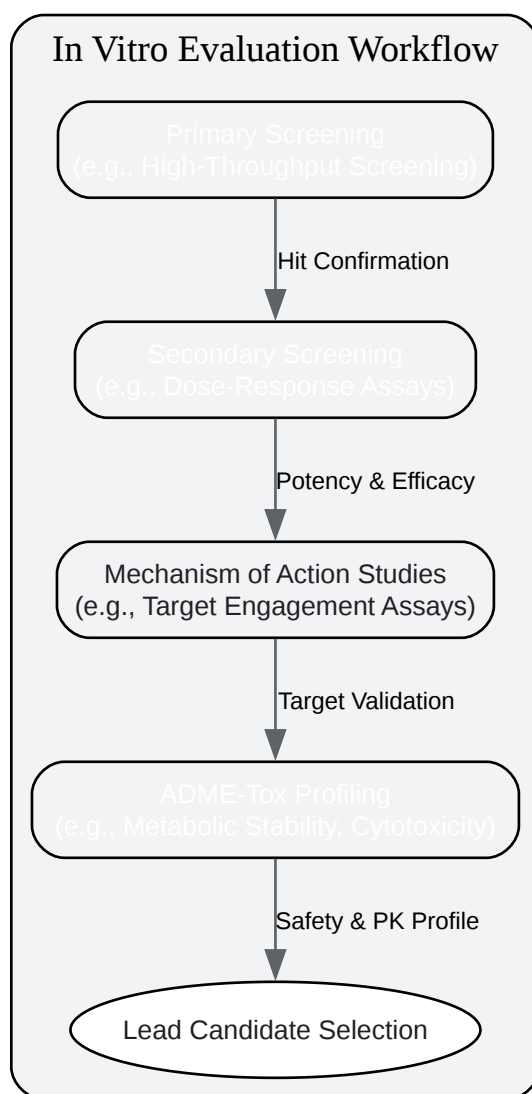 In Vitro Evaluation Workflow
Primary Screening
(e.g., High-Throughput Screening)
Hit Confirmation
Secondary Screening
(e.g., Dose-Response Assays)
Potency & Efficacy
Mechanism of Action Studies
(e.g., Target Engagement Assays)
Target Validation
ADME-Tox Profiling
(e.g., Metabolic Stability, Cytotoxicity)
Safety & PK Profile
Lead Candidate Selection